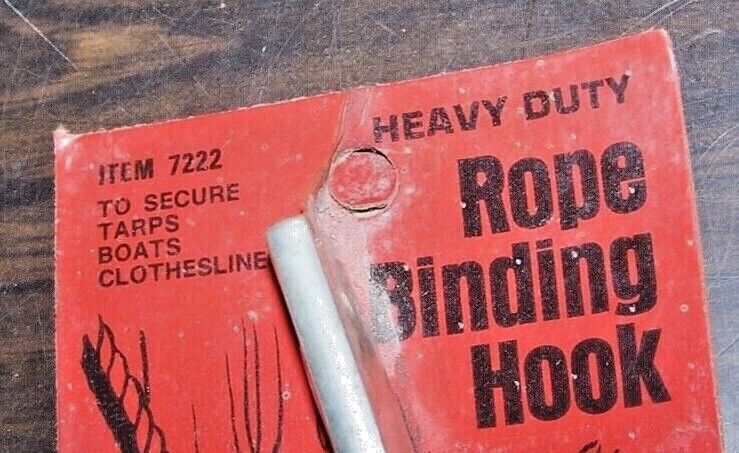 ITEM 7222
TO SECURE
TARPS
BOATS
CLOTHESLINE
HEAVY DUTY
Rope
Binding
Hook